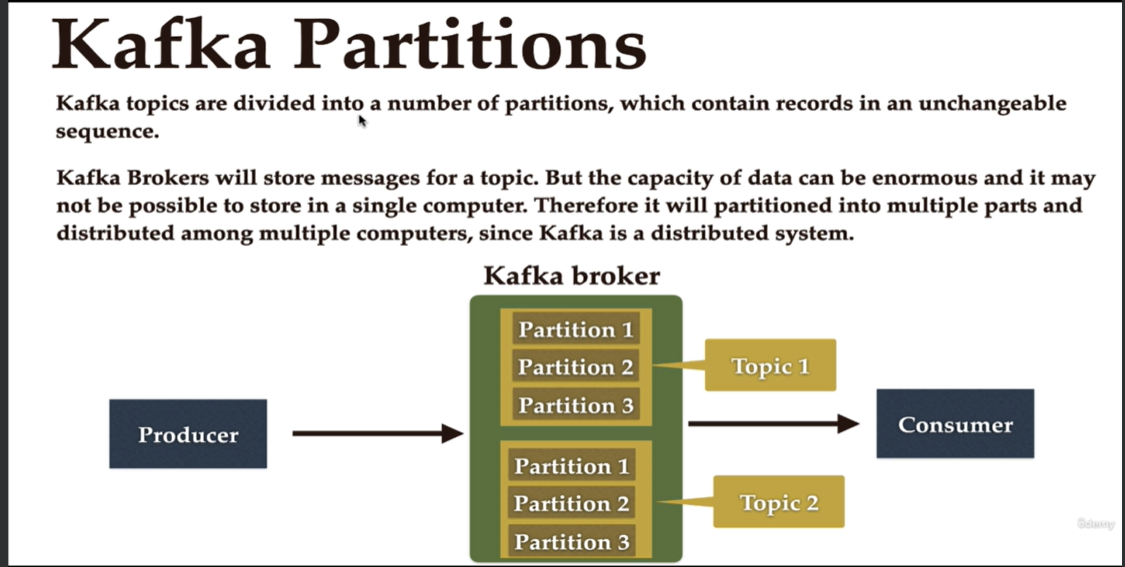 Kafka Partitions
Kafka topics are divided into a number of partitions, which contain records in an unchangeable
sequence.
Kafka Brokers will store messages for a topic. But the capacity of data can be enormous and it may
not be possible to store in a single computer. Therefore it will partitioned into multiple parts and
distributed among multiple computers, since Kafka is a distributed system.
Kafka broker
Partition 1
Partition 2
Partition 3
Topic 1
Producer
Consumer
Partition 1
Partition 2
Partition 3
Topic 2
ûdemy